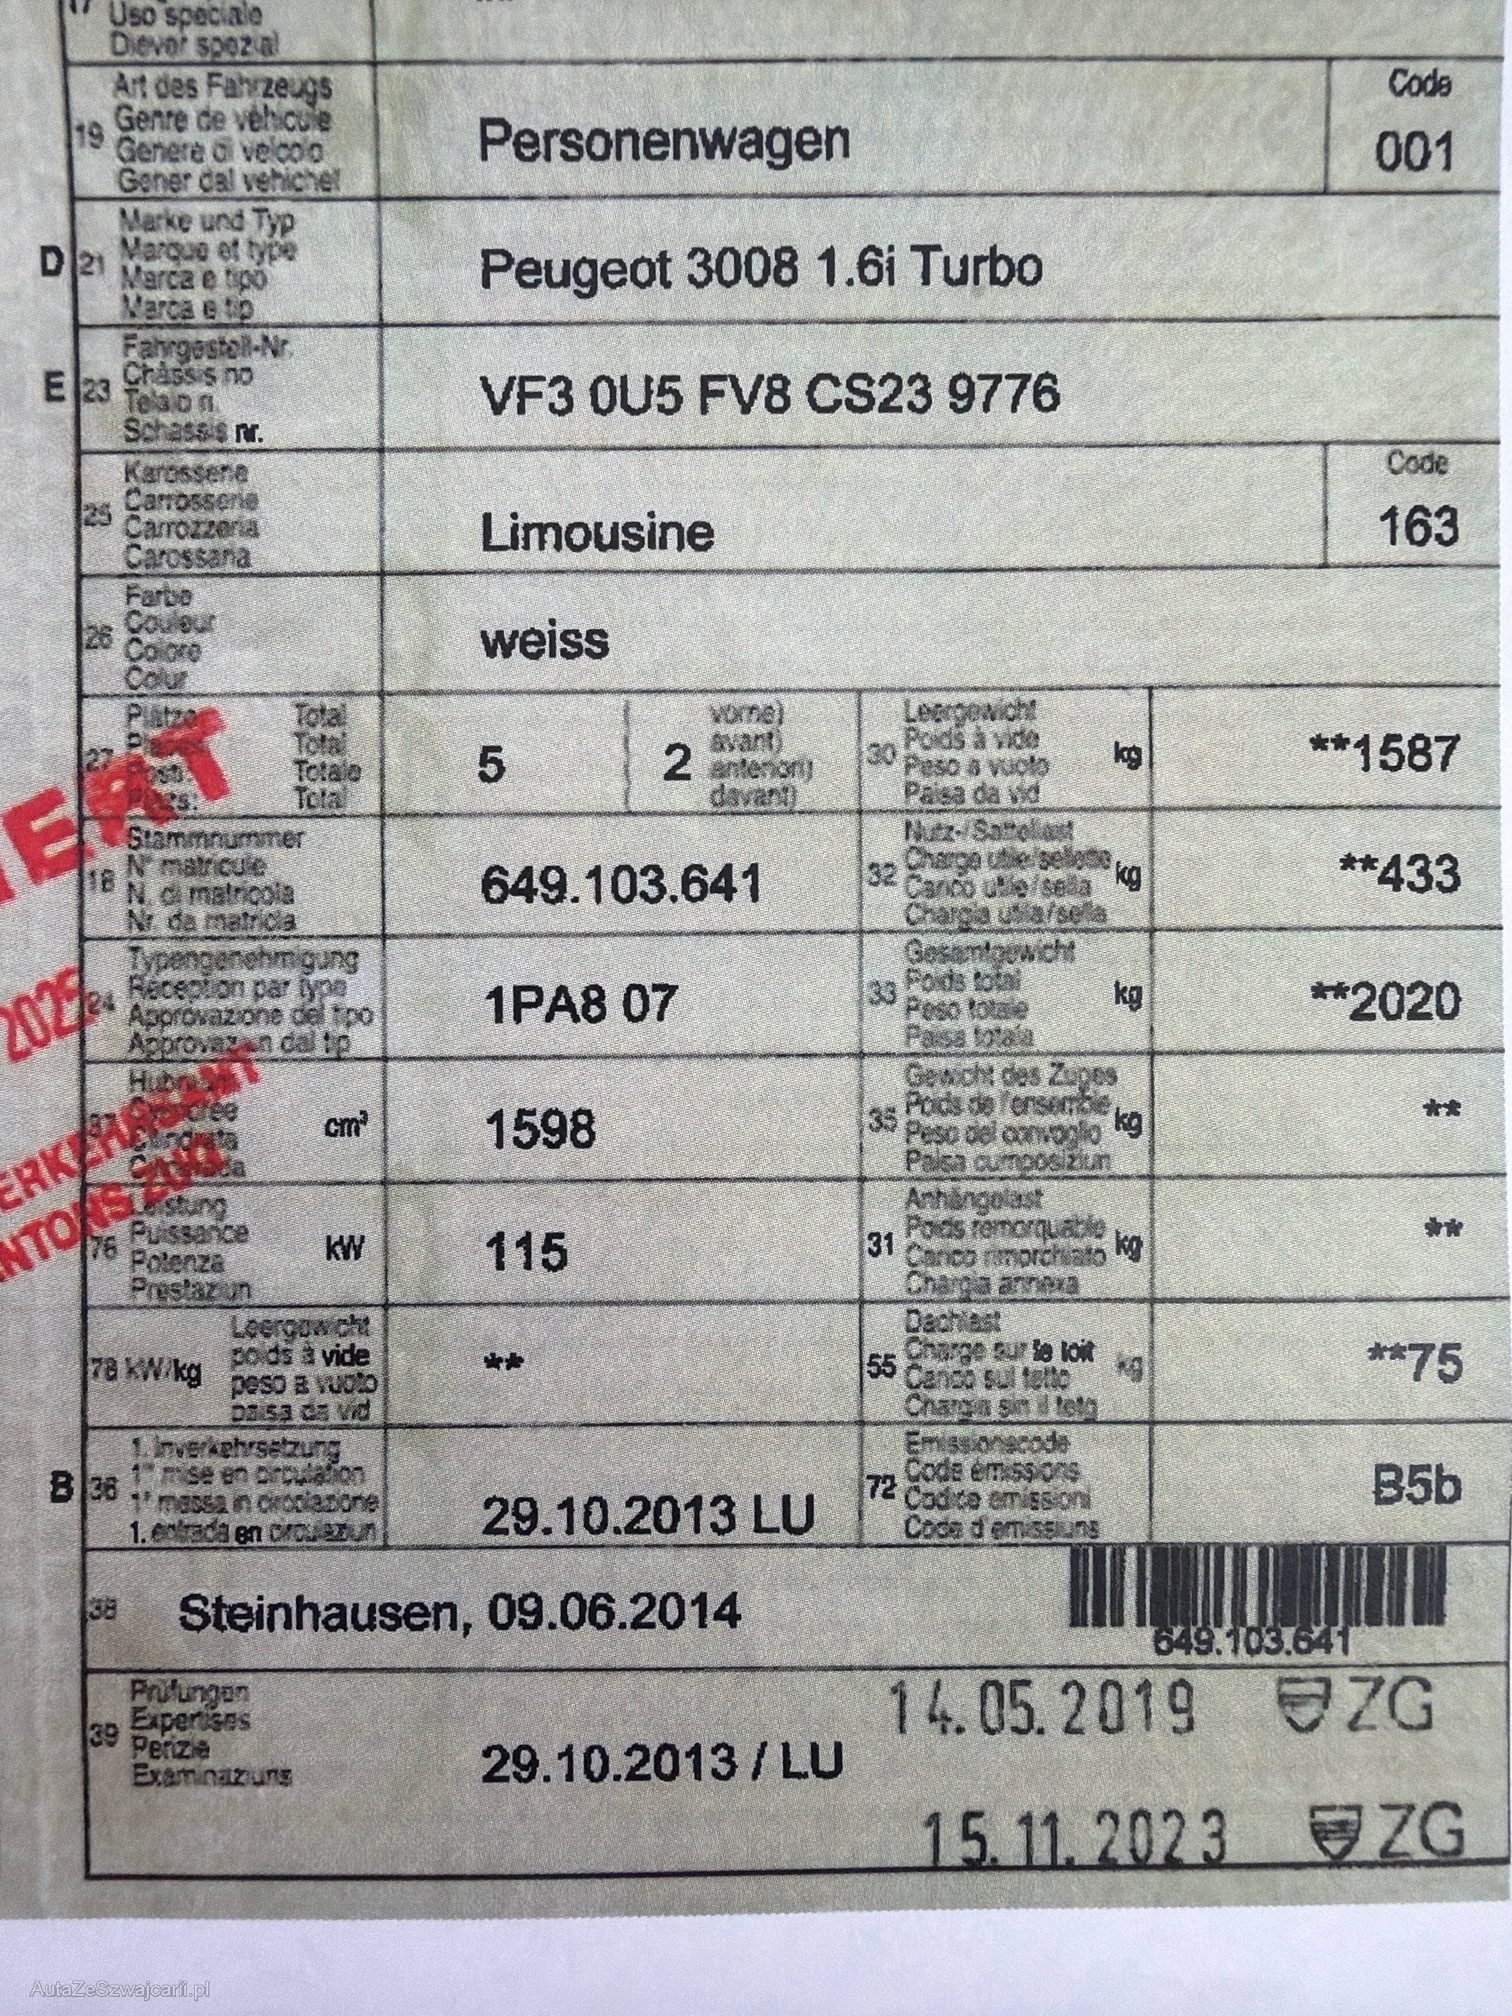 17 Uso speciale
Diever spezial
Art des Fahrzeugs
19 Genre de véhicule
Genere di veicolo
Gener dal vehichel
Personenwagen
Code
001
D 21 Marke und Typ
Marque et type
Marca e tipo
Marca e tip
Peugeot 3008 1.6i Turbo
E 23 Fahrgestell-Nr.
Châssis no
Telaio n.
Schassis nr.
VF3 0U5 FV8 CS23 9776
25 Karosserie
Carrosserie
Carrozzeria
Carossaria
Limousine
Code
163
26 Farbe
Couleur
Colore
Colur
weiss
27 Plätze Total
Total
Posti: Totale
Total
5
2 vorne)
avant)
anteriori)
davant)
30 Leergewicht
Poids à vide
Peso a vuoto
Paisa da vid
kg
**1587
18 Stammnummer
N° matricule
N. di matricola
Nr. da matricla
649.103.641
32 Nutz-/Sattellast
Charge utile/sellette
Carico utile/sella
Chargia utila/sella
kg
**433
24 Typengenehmigung
Réception par type
Approvazione del tipo
Approvaziun dal tip
1PA8 07
33 Gesamtgewicht
Poids total
Peso totale
Paisa totala
kg
**2020
37 cm³
1598
35 Gewicht des Zuges
Poids de l'ensemble
Peso del convoglio
Paisa cumposiziun
kg
**
76 Leistung
Puissance
Potenza
Prestaziun
kW
115
31 Anhängelast
Poids remorquable
Carico rimorchiato
Chargia annexa
kg
**
78 kW/kg
Leergewicht
poids à vide
peso a vuoto
paisa da vid
**
55 Dachlast
Charge sur le toit
Carico sul tetto
Chargia sin il tetg
kg
**75
B 36 1. Inverkehrsetzung
1re mise en circulation
1a messa in circolazione
1. entrada en circulaziun
29.10.2013 LU
72 Emissionscode
Code émissions
Codice emissioni
Code d'emissiuns
B5b
38 Steinhausen, 09.06.2014
649.103.641
39 Prüfungen
Expertises
Perizie
Examinaziuns
29.10.2013 / LU
14.05.2019 ZG
15.11.2023 ZG
AutaZeSzwajcarii.pl